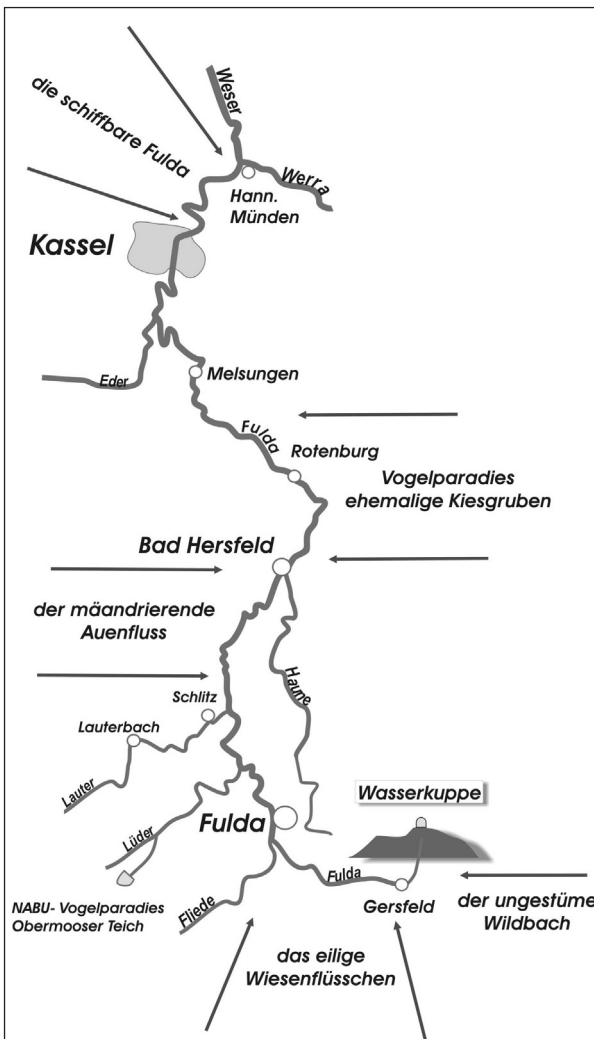 Weser
die schiffbare Fulda
Werra
Hann.
Münden
Kassel
Eder
Melsungen
Fulda
Rotenburg
Vogelparadies
ehemalige Kiesgruben
Bad Hersfeld
der mäandrierende
Auenfluss
Haune
Schlitz
Lauterbach
Lauter
Wasserkuppe
Lüder
Fulda
Fulda
Gersfeld
der ungestüme
Wildbach
NABU- Vogelparadies
Obermooser Teich
Fliede
das eilige
Wiesenflüsschen